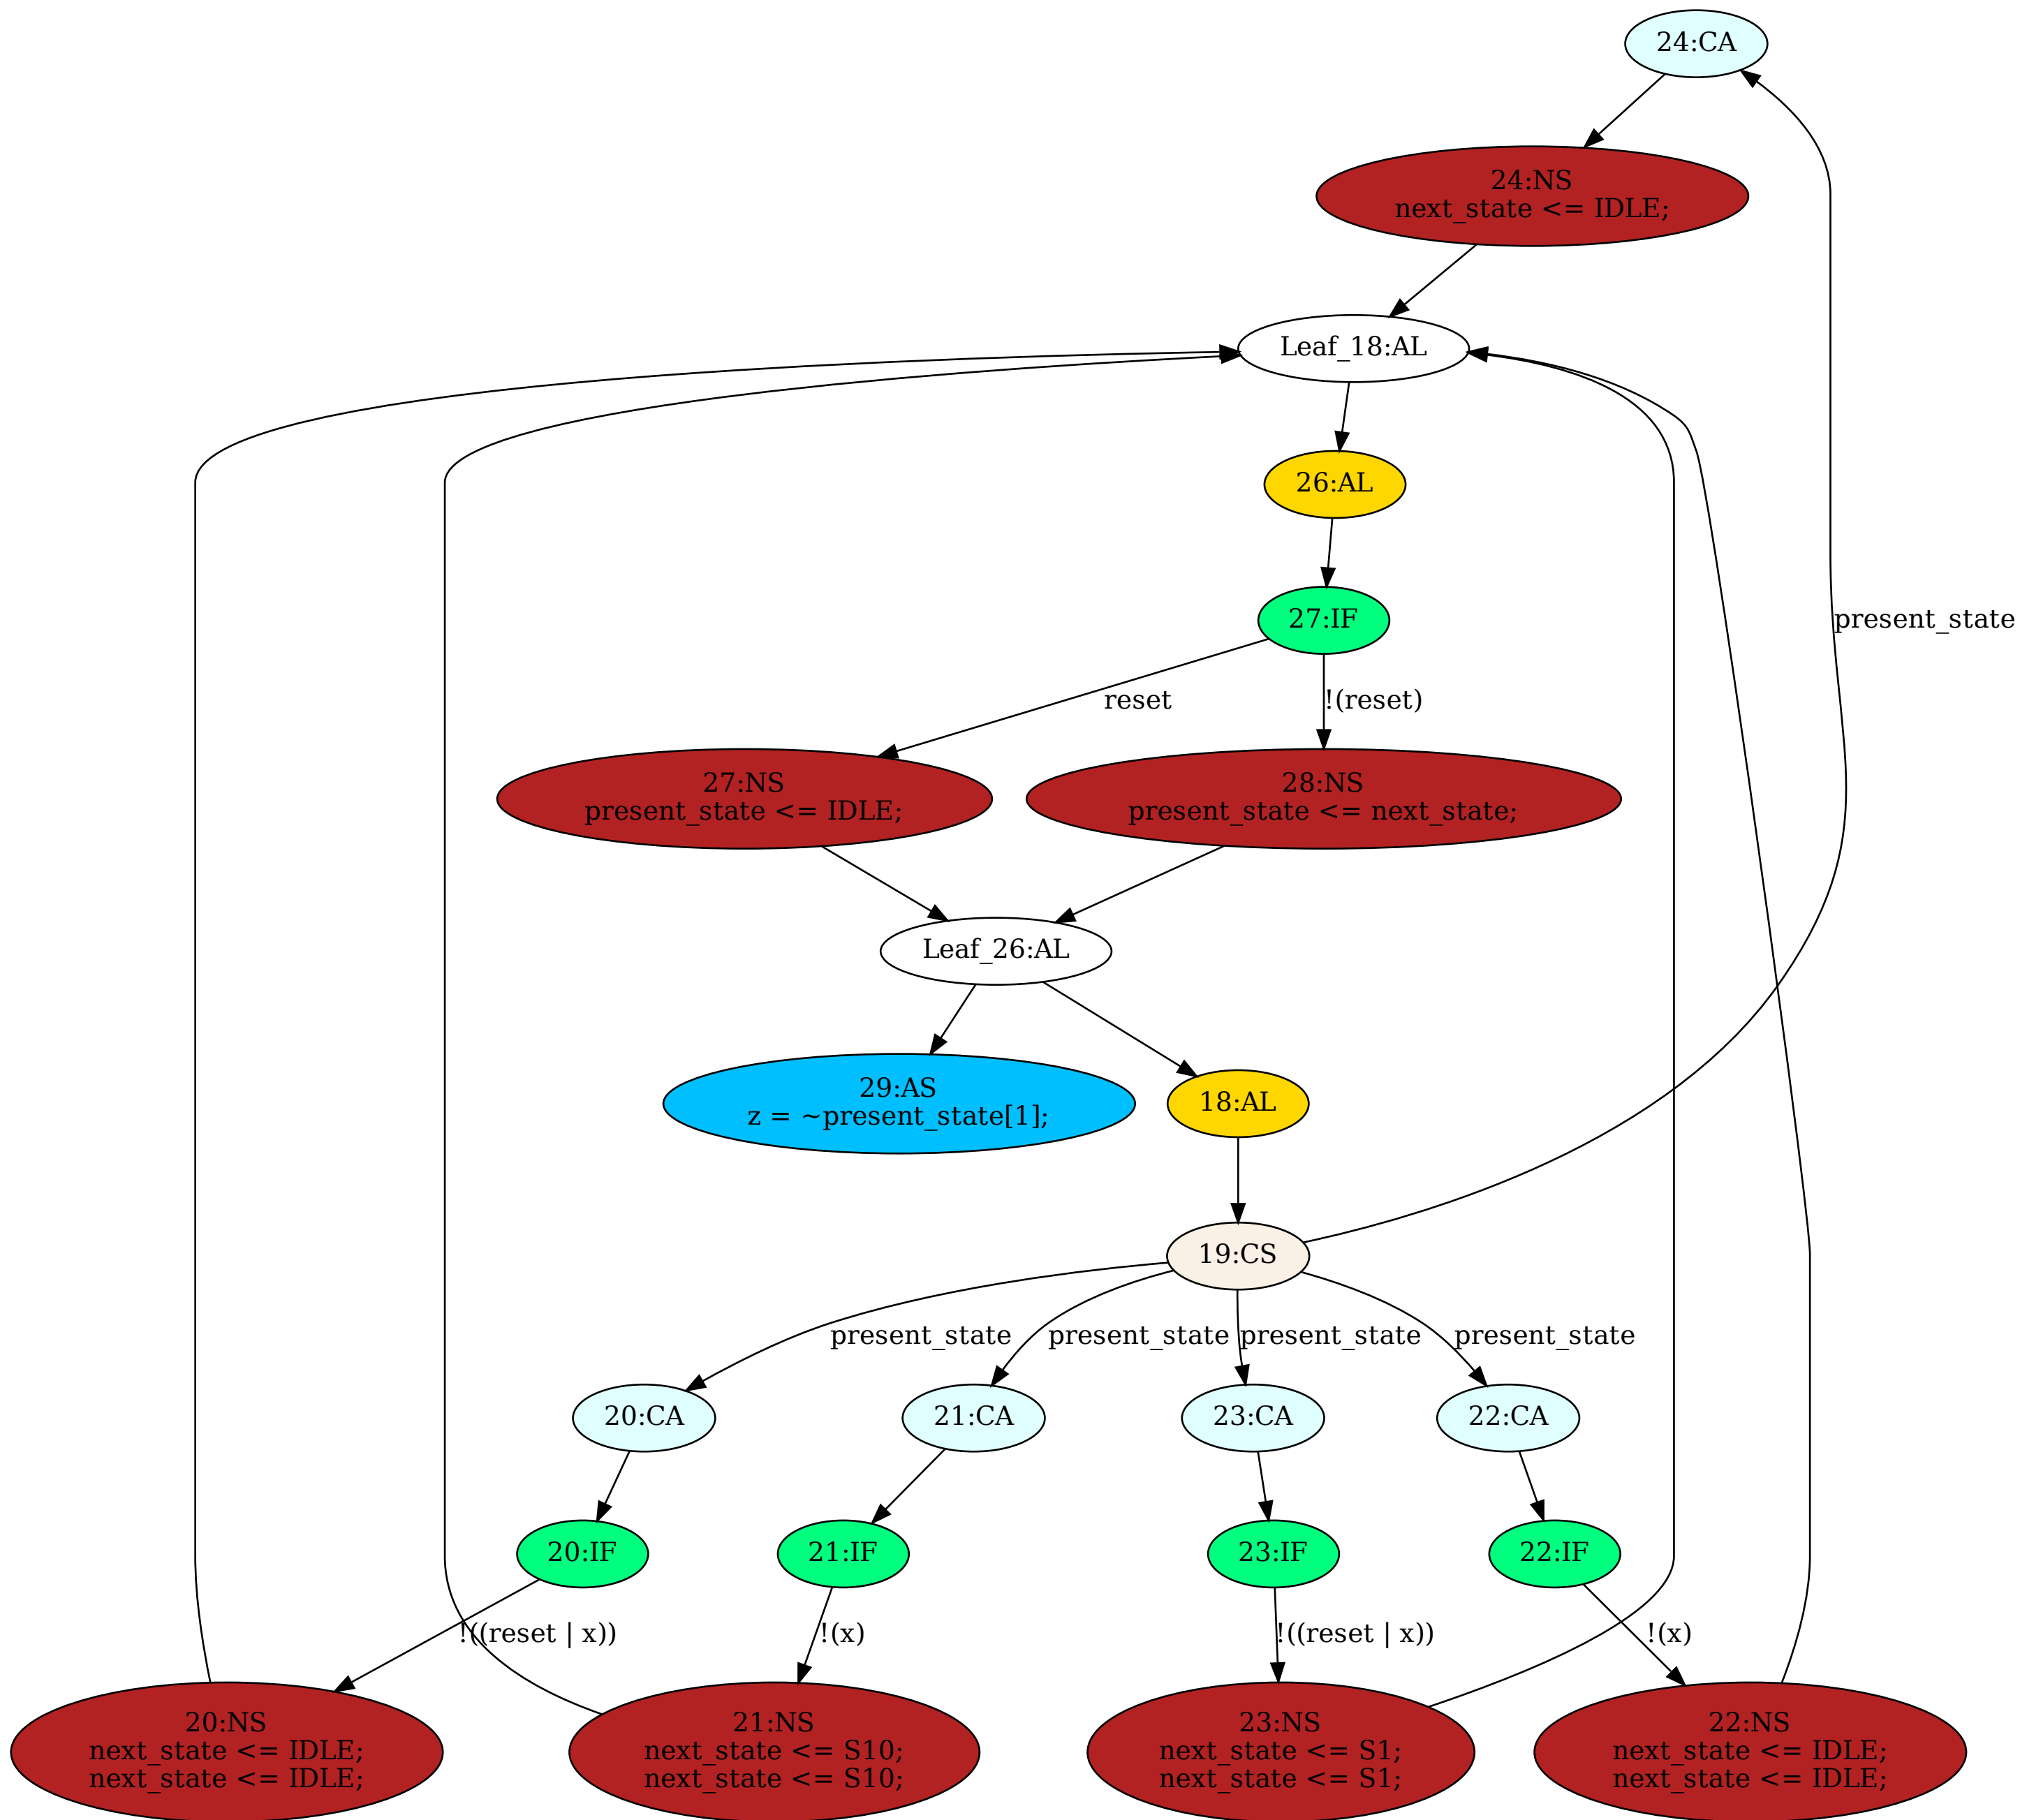 24:CA
24:NS
next_state <= IDLE;
Leaf_18:AL
26:AL
27:IF
present_state
reset
!(reset)
27:NS
present_state <= IDLE;
28:NS
present_state <= next_state;
Leaf_26:AL
29:AS
z = ~present_state[1];
18:AL
19:CS
present_state
present_state
present_state
present_state
20:CA
21:CA
23:CA
22:CA
20:IF
21:IF
23:IF
22:IF
!((reset | x))
!(x)
!((reset | x))
!(x)
20:NS
next_state <= IDLE;
next_state <= IDLE;
21:NS
next_state <= S10;
next_state <= S10;
23:NS
next_state <= S1;
next_state <= S1;
22:NS
next_state <= IDLE;
next_state <= IDLE;